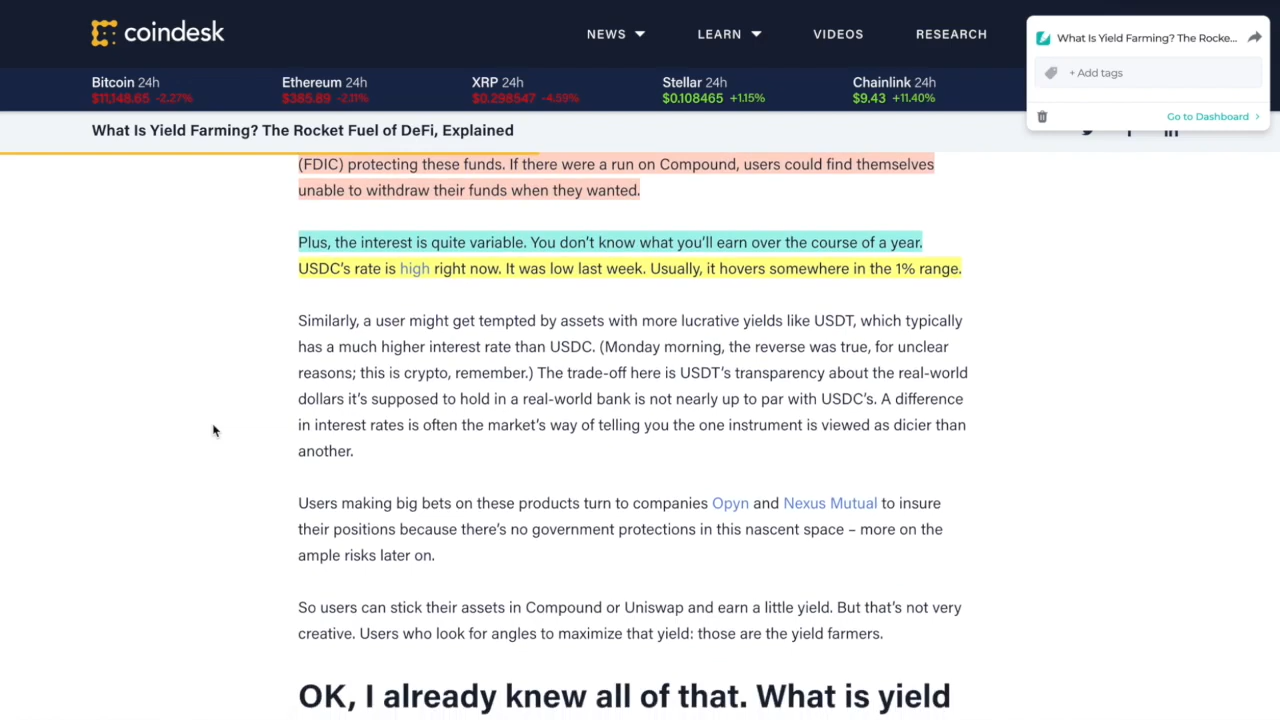 coindesk
NEWS
LEARN
VIDEOS
RESEARCH
What Is Yield Farming? The Rocke...
+ Add tags
Go to Dashboard
Bitcoin 24h
$11,148.65 -2.27%
Ethereum 24h
$365.89 -2.11%
XRP 24h
$0.298547 -4.59%
Stellar 24h
$0.108465 +1.15%
Chainlink 24h
$9.43 +11.40%
What Is Yield Farming? The Rocket Fuel of DeFi, Explained
(FDIC) protecting these funds. If there were a run on Compound, users could find themselves
unable to withdraw their funds when they wanted.
Plus, the interest is quite variable. You don’t know what you’ll earn over the course of a year.
USDC’s rate is high right now. It was low last week. Usually, it hovers somewhere in the 1% range.
Similarly, a user might get tempted by assets with more lucrative yields like USDT, which typically
has a much higher interest rate than USDC. (Monday morning, the reverse was true, for unclear
reasons; this is crypto, remember.) The trade-off here is USDT’s transparency about the real-world
dollars it’s supposed to hold in a real-world bank is not nearly up to par with USDC’s. A difference
in interest rates is often the market’s way of telling you the one instrument is viewed as dicier than
another.
Users making big bets on these products turn to companies Opyn and Nexus Mutual to insure
their positions because there’s no government protections in this nascent space – more on the
ample risks later on.
So users can stick their assets in Compound or Uniswap and earn a little yield. But that’s not very
creative. Users who look for angles to maximize that yield: those are the yield farmers.
OK, I already knew all of that. What is yield